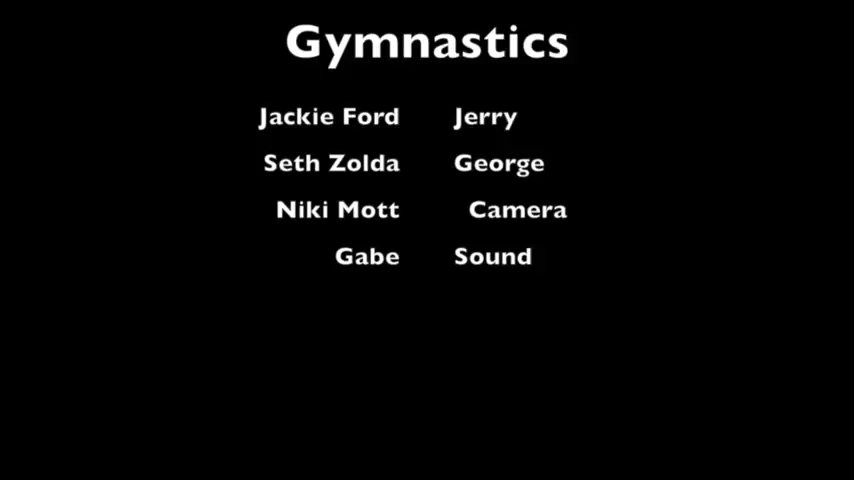 Gymnastics
Jackie Ford Jerry
Seth Zolda George
Niki Mott Camera
Gabe Sound